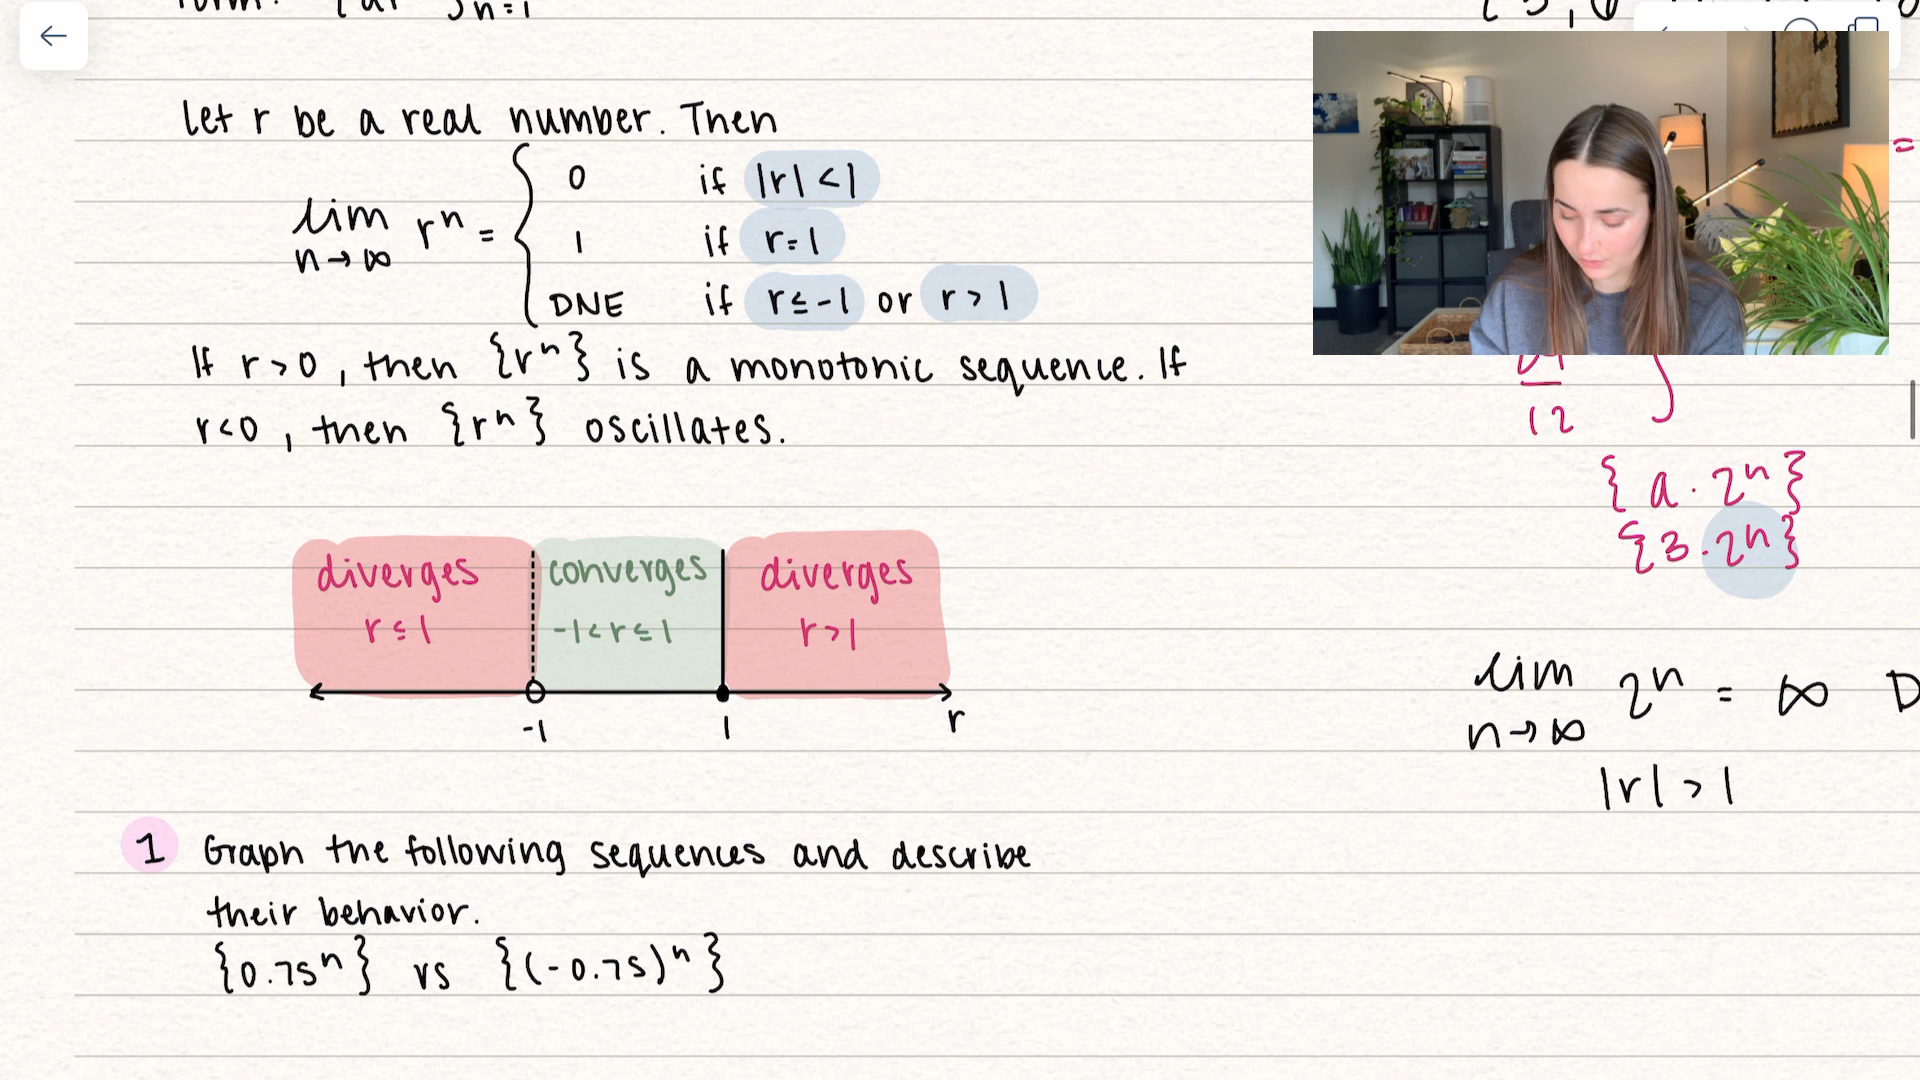 let r be a real number. Then
lim n→∞ rⁿ =
0 if |r| < 1
1 if r = 1
DNE if r ≤ -1 or r > 1
If r > 0, then {rⁿ} is a monotonic sequence. If
r < 0, then {rⁿ} oscillates.
diverges converges diverges
r ≤ 1 -1 < r ≤ 1 r > 1
-1 1 r
1 Graph the following sequences and describe
their behavior.
{0.75ⁿ} vs {(-0.75)ⁿ}
12
{a · 2ⁿ}
{3 · 2ⁿ}
lim n→∞ 2ⁿ = ∞ D
|r| > 1